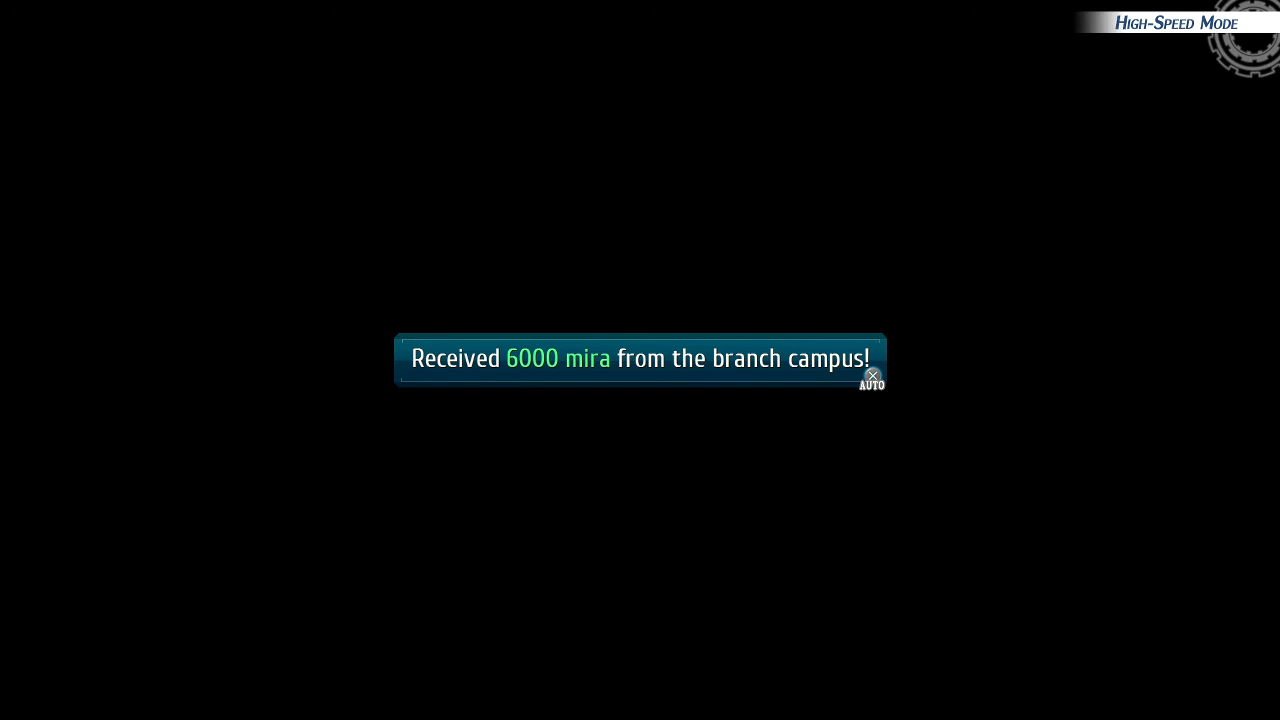 High-Speed Mode
Received 6000 mira from the branch campus!
AUTO